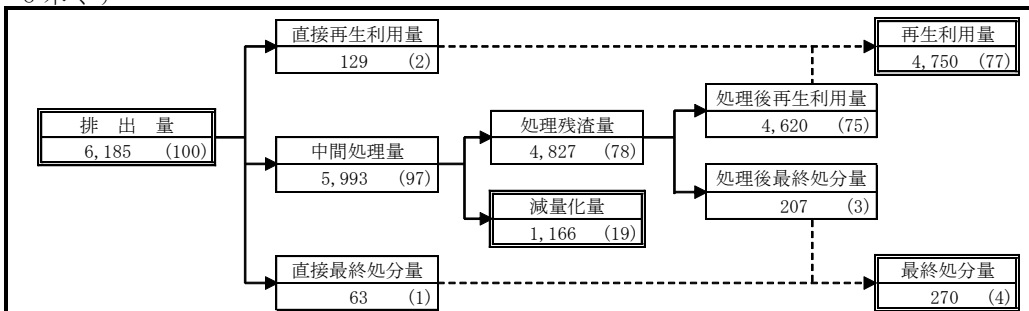 直接再生利用量
129 (2)
再生利用量
4,750 (77)
排 出 量
6,185 (100)
中間処理量
5,993 (97)
処理残渣量
4,827 (78)
処理後再生利用量
4,620 (75)
処理後最終処分量
207 (3)
減量化量
1,166 (19)
直接最終処分量
63 (1)
最終処分量
270 (4)